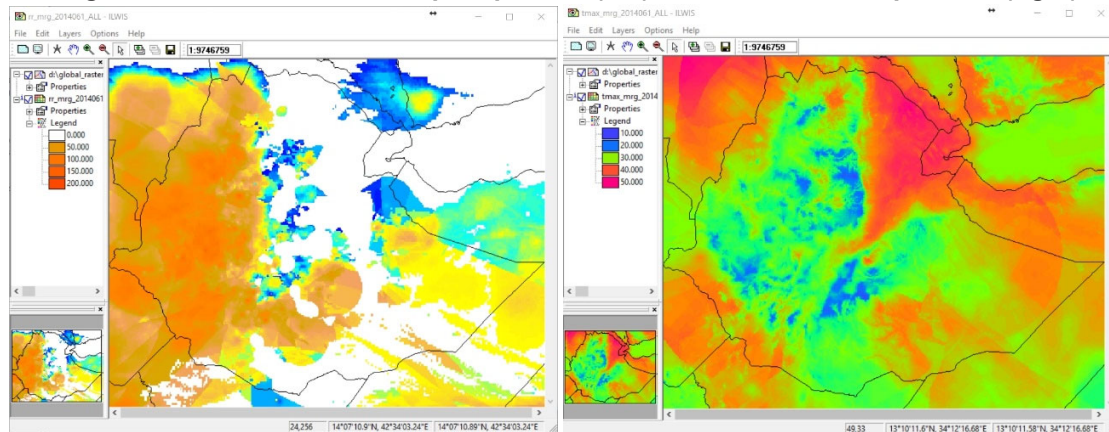 rr_mrg_2014061_ALL - ILWIS
File Edit Layers Options Help
1:9746759
d:\global_raster
Properties
rr_mrg_2014061
Properties
Legend
0.000
50.000
100.000
150.000
200.000
24,256 14°07'10.9"N, 42°34'03.24"E 14°07'10.89"N, 42°34'03.24"E
tmax_mrg_2014061_ALL - ILWIS
File Edit Layers Options Help
1:9746759
d:\global_raster
Properties
tmax_mrg_2014
Properties
Legend
10.000
20.000
30.000
40.000
50.000
49,33 13°10'11.6"N, 34°12'16.68"E 13°10'11.58"N, 34°12'16.68"E